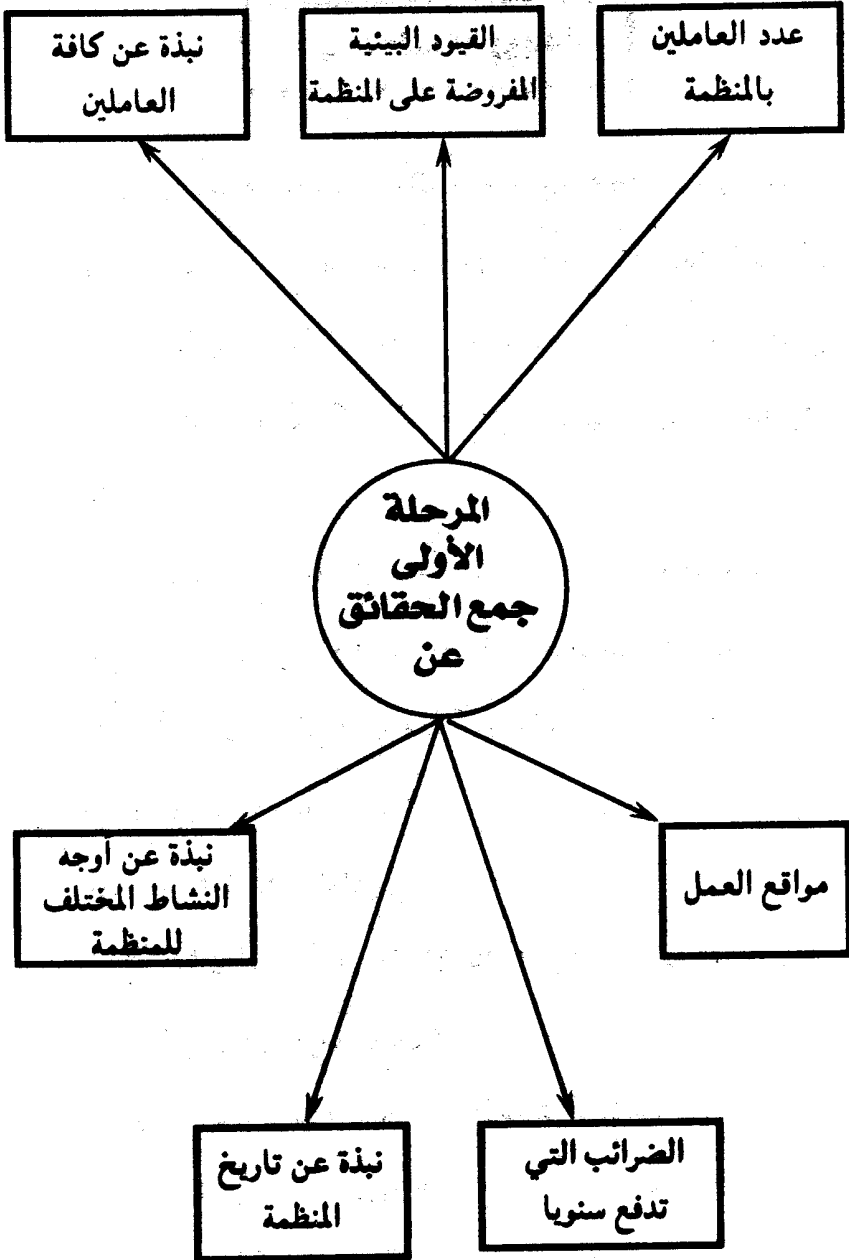 عدد العاملين
بالمنظمة
القيود البيئية
المفروضة على المنظمة
نبذة عن كافة
العاملين
المرحلة
الأولى
جمع الحقائق
عن
مواقع العمل
نبذة عن أوجه
النشاط المختلف
للمنظمة
الضرائب التي
تدفع سنويا
نبذة عن تاريخ
المنظمة